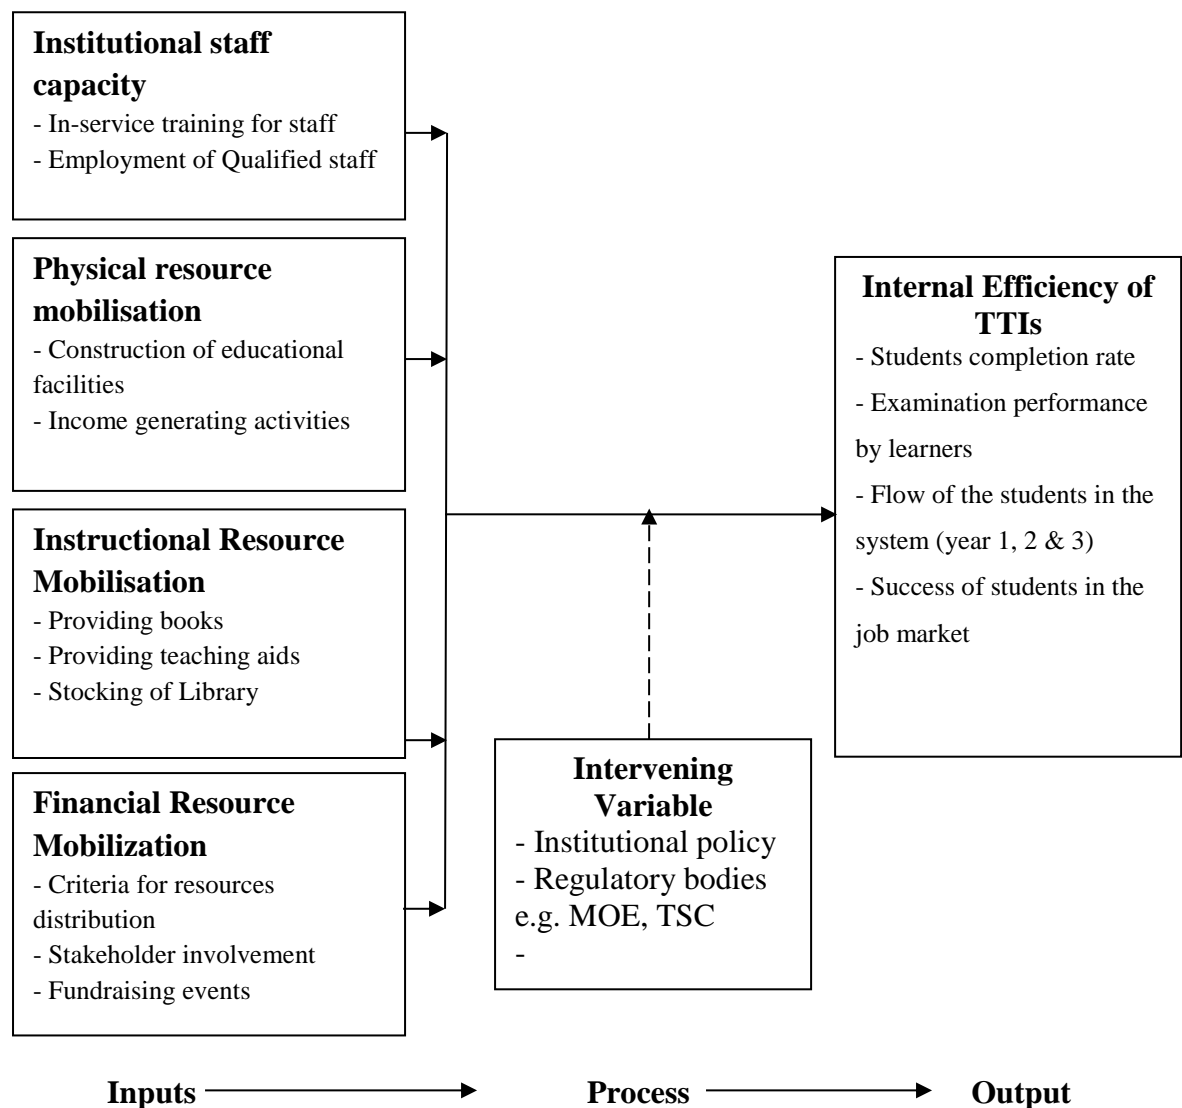 Institutional staff
capacity
- In-service training for staff
- Employment of Qualified staff
Physical resource
mobilisation
- Construction of educational
facilities
- Income generating activities
Instructional Resource
Mobilisation
- Providing books
- Providing teaching aids
- Stocking of Library
Financial Resource
Mobilization
- Criteria for resources
distribution
- Stakeholder involvement
- Fundraising events
Intervening
Variable
- Institutional policy
- Regulatory bodies
e.g. MOE, TSC
-
Internal Efficiency of
TTIs
- Students completion rate
- Examination performance
by learners
- Flow of the students in the
system (year 1, 2 & 3)
- Success of students in the
job market
Inputs Process Output